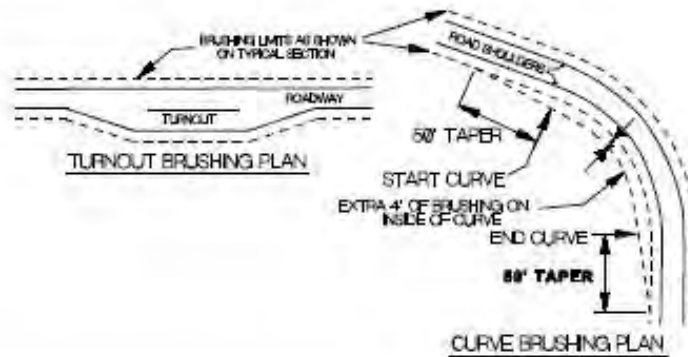 BRUSHING LIMITS AS SHOWN
ON TYPICAL SECTION
ROADWAY
TURNOUT
TURNOUT BRUSHING PLAN
ROAD SHOULDERS
50' TAPER
START CURVE
EXTRA 4' OF BRUSHING ON
INSIDE OF CURVE
END CURVE
50' TAPER
CURVE BRUSHING PLAN